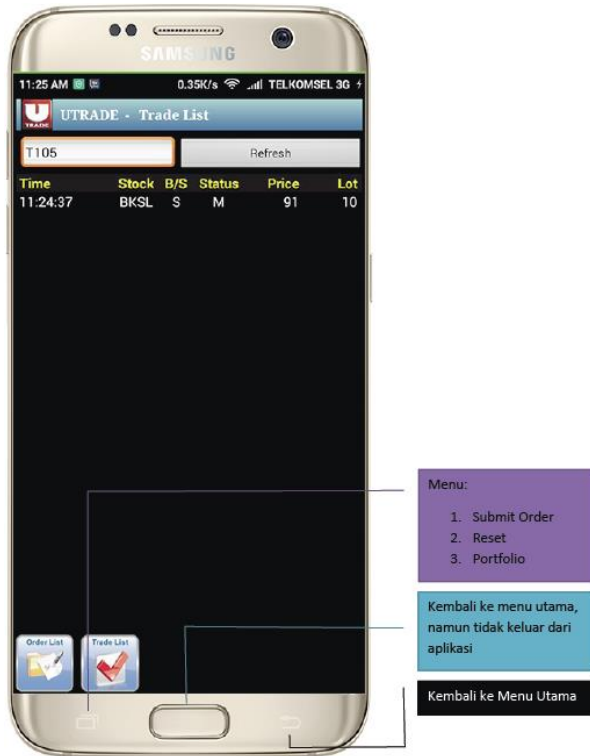 SAMSUNG
11:25 AM 0.35K/s TELKOMSEL 3G
U
TRADE
UTRADE - Trade List
T105 Refresh
Time Stock B/S Status Price Lot
11:24:37 BKSL S M 91 10
Order List Trade List
Menu:
1. Submit Order
2. Reset
3. Portfolio
Kembali ke menu utama,
namun tidak keluar dari
aplikasi
Kembali ke Menu Utama